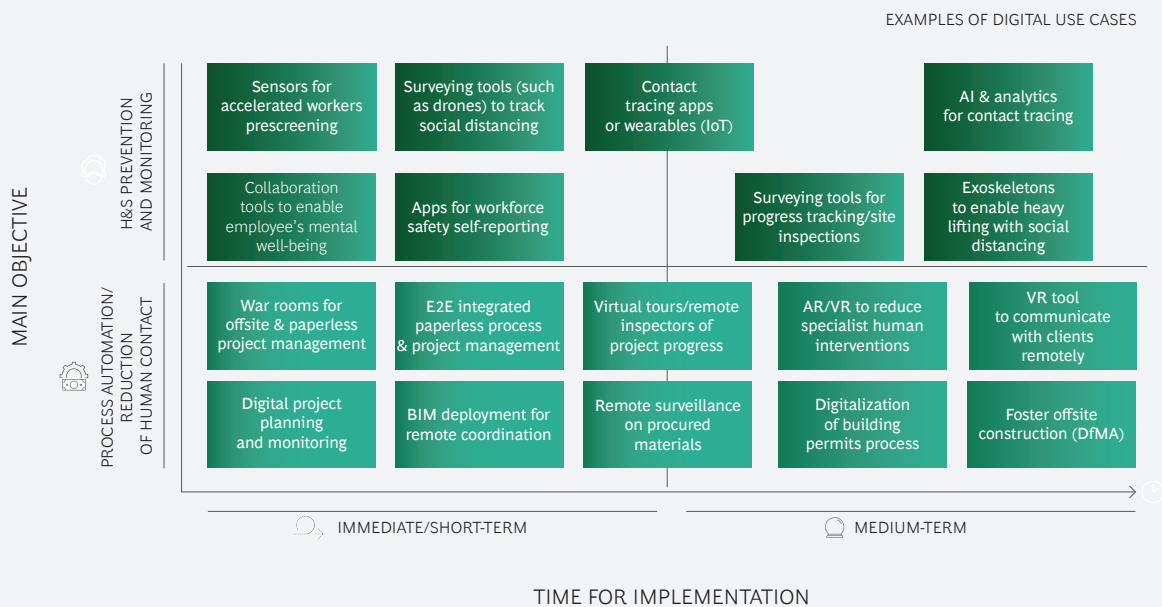 EXAMPLES OF DIGITAL USE CASES
MAIN OBJECTIVE
H&S PREVENTION
AND MONITORING
Sensors for
accelerated workers
prescreening
Surveying tools (such
as drones) to track
social distancing
Contact
tracing apps
or wearables (IoT)
AI & analytics
for contact tracing
Collaboration
tools to enable
employee's mental
well-being
Apps for workforce
safety self-reporting
Surveying tools for
progress tracking/site
inspections
Exoskeletons
to enable heavy
lifting with social
distancing
PROCESS AUTOMATION/
REDUCTION
OF HUMAN CONTACT
War rooms for
offsite & paperless
project management
E2E integrated
paperless process
& project management
Virtual tours/remote
inspectors of
project progress
AR/VR to reduce
specialist human
interventions
VR tool
to communicate
with clients
remotely
Digital project
planning
and monitoring
BIM deployment for
remote coordination
Remote surveillance
on procured
materials
Digitalization
of building
permits process
Foster offsite
construction (DfMA)
IMMEDIATE/SHORT-TERM
MEDIUM-TERM
TIME FOR IMPLEMENTATION